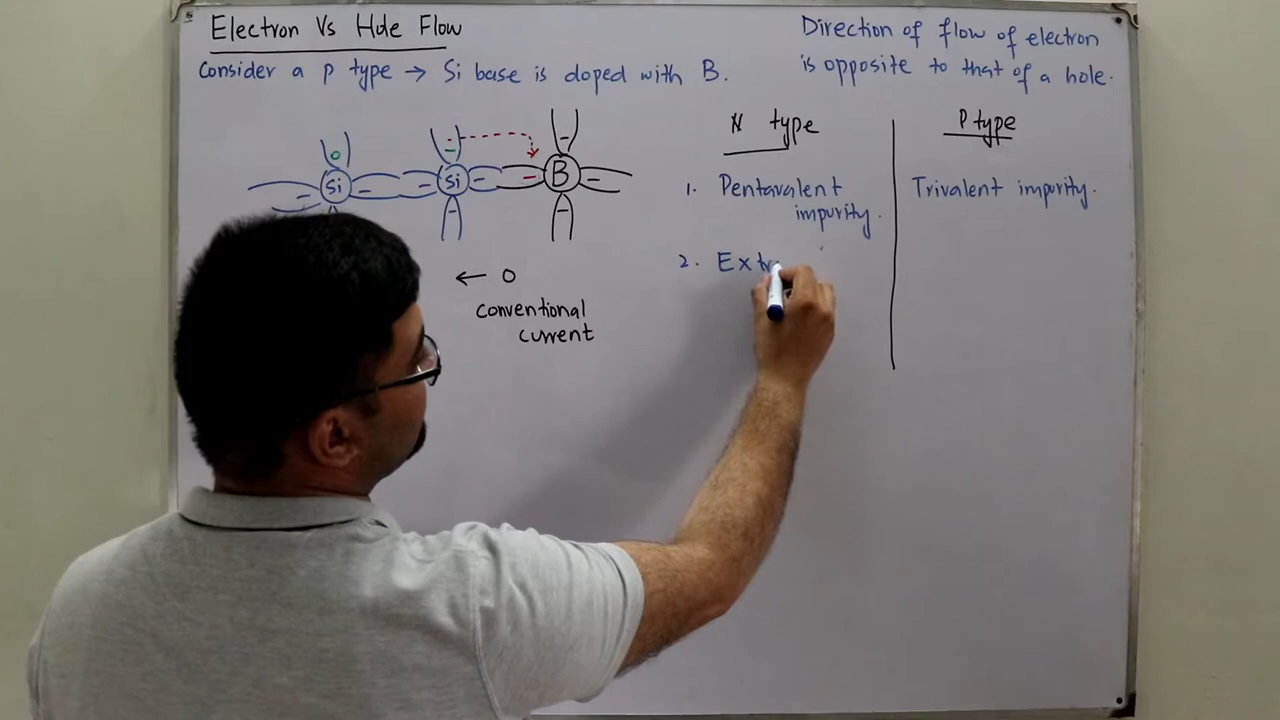 Electron Vs Hole Flow
Consider a P type → Si base is doped with B.
Direction of flow of electron
is opposite to that of a hole.
Si
Si
B
← O
conventional
current
N type
P type
1. Pentavalent
impurity.
Trivalent impurity.
2. Extr